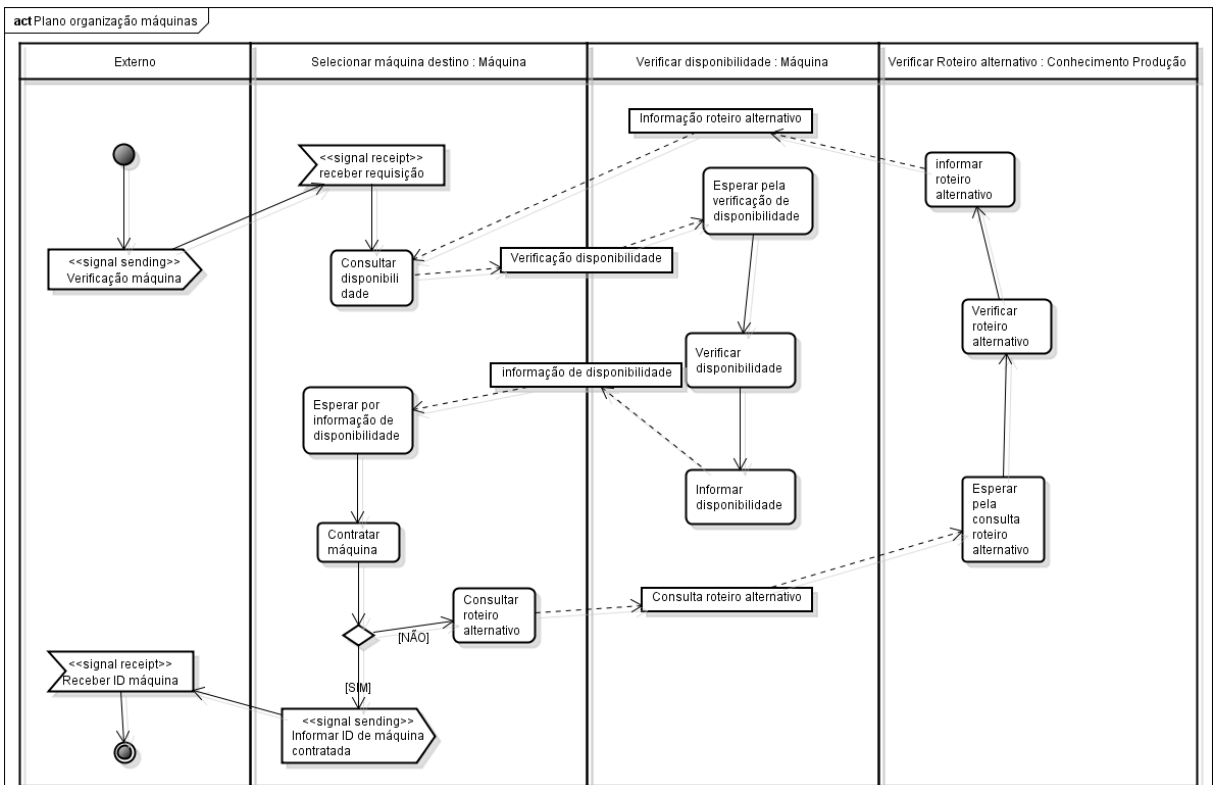 act Plano organização máquinas
Externo
Selecionar máquina destino : Máquina
Verificar disponibilidade : Máquina
Verificar Roteiro alternativo : Conhecimento Produção
<<signal sending>>
Verificação máquina
<<signal receipt>>
receber requisição
Consultar
disponibili
dade
Verificação disponibilidade
Informação roteiro alternativo
Esperar pela
verificação de
disponibilidade
Verificar
disponibilidade
Informar
disponibilidade
informação de disponibilidade
Esperar por
informação de
disponibilidade
Contratar
máquina
[NÃO]
Consultar
roteiro
alternativo
Consulta roteiro alternativo
Esperar
pela
consulta
roteiro
alternativo
Verificar
roteiro
alternativo
informar
roteiro
alternativo
[SIM]
<<signal sending>>
Informar ID de máquina
contratada
<<signal receipt>>
Receber ID máquina